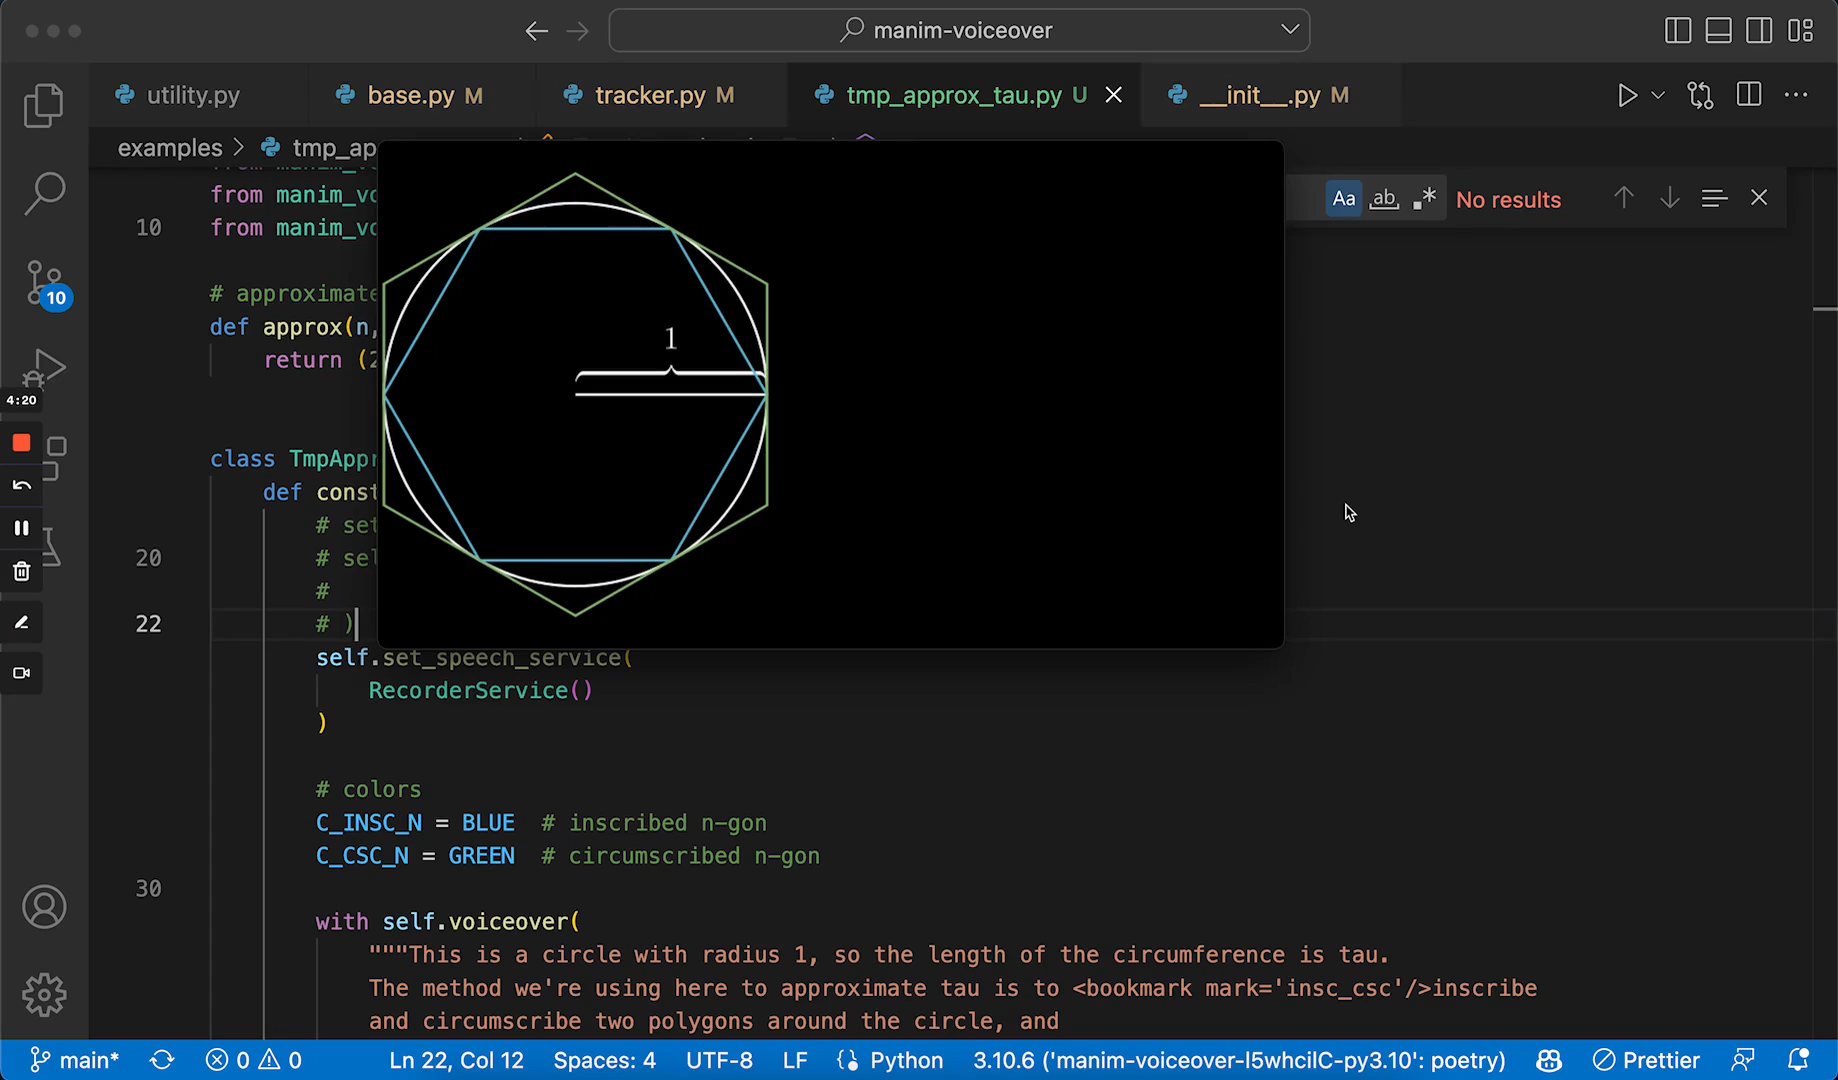 manim-voiceover
utility.py
base.py M
tracker.py M
tmp_approx_tau.py U
__init__.py M
examples > tmp_ap
Aa ab .* No results
from manim_vo
10 from manim_vo
# approximate
def approx(n,
return (2
1
4:20
class TmpAppr
def const
# set
20 # sel
#
22 # )
self.set_speech_service(
RecorderService()
)
# colors
C_INSC_N = BLUE # inscribed n-gon
C_CSC_N = GREEN # circumscribed n-gon
30
with self.voiceover(
"""This is a circle with radius 1, so the length of the circumference is tau.
The method we're using here to approximate tau is to <bookmark mark='insc_csc'/>inscribe
and circumscribe two polygons around the circle, and
10
main* 0 0 Ln 22, Col 12 Spaces: 4 UTF-8 LF Python 3.10.6 ('manim-voiceover-l5whcilC-py3.10': poetry) Prettier